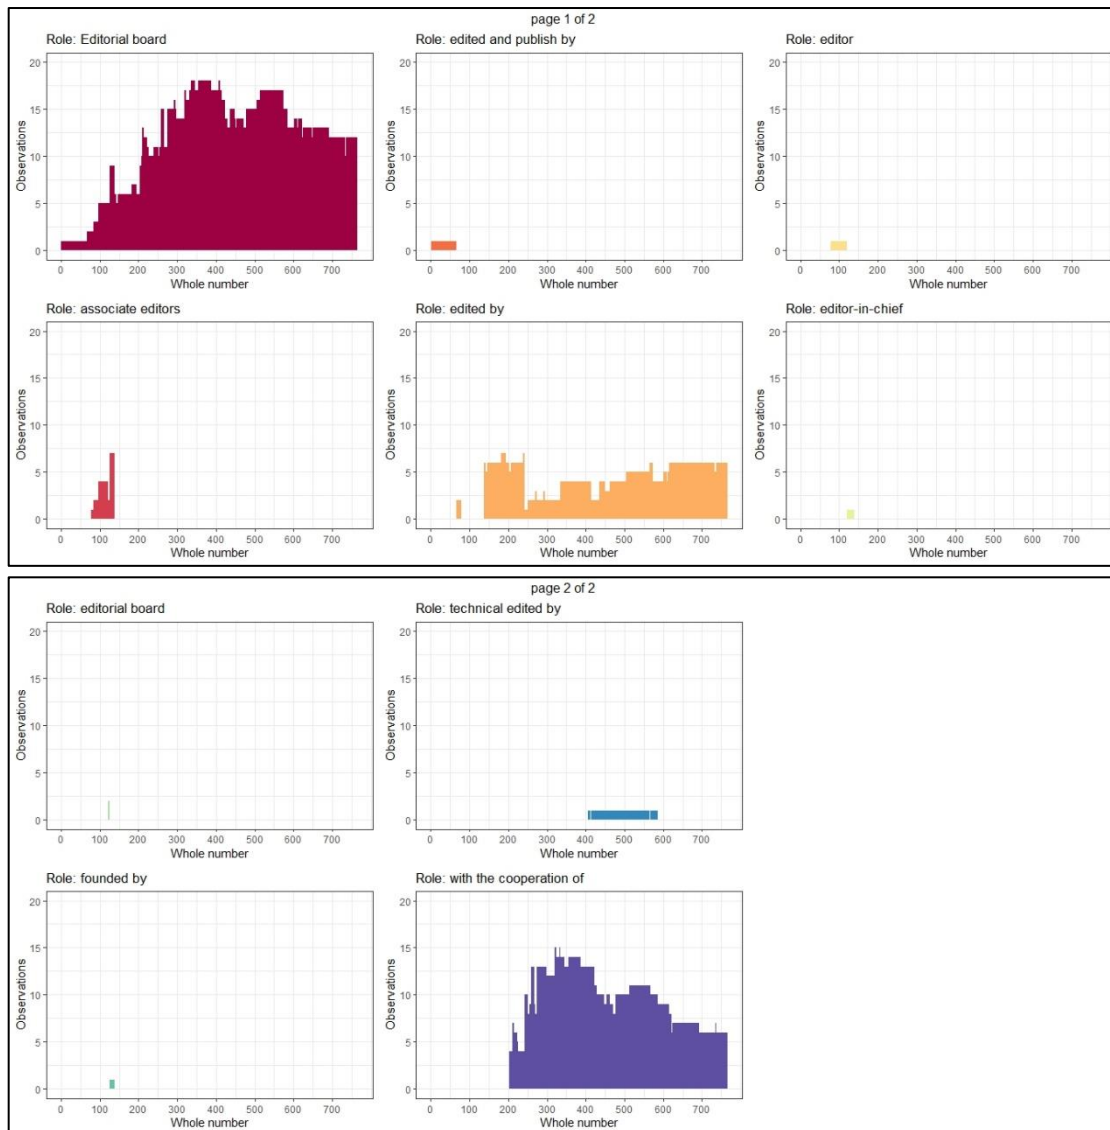 page 1 of 2
Role: Editorial board
Role: edited and publish by
Role: editor
20
15
10
5
0
Observations
0 100 200 300 400 500 600 700
Whole number
20
15
10
5
0
Observations
0 100 200 300 400 500 600 700
Whole number
20
15
10
5
0
Observations
0 100 200 300 400 500 600 700
Whole number
Role: associate editors
Role: edited by
Role: editor-in-chief
20
15
10
5
0
Observations
0 100 200 300 400 500 600 700
Whole number
20
15
10
5
0
Observations
0 100 200 300 400 500 600 700
Whole number
20
15
10
5
0
Observations
0 100 200 300 400 500 600 700
Whole number
page 2 of 2
Role: editorial board
Role: technical edited by
20
15
10
5
0
Observations
0 100 200 300 400 500 600 700
Whole number
20
15
10
5
0
Observations
0 100 200 300 400 500 600 700
Whole number
Role: founded by
Role: with the cooperation of
20
15
10
5
0
Observations
0 100 200 300 400 500 600 700
Whole number
20
15
10
5
0
Observations
0 100 200 300 400 500 600 700
Whole number